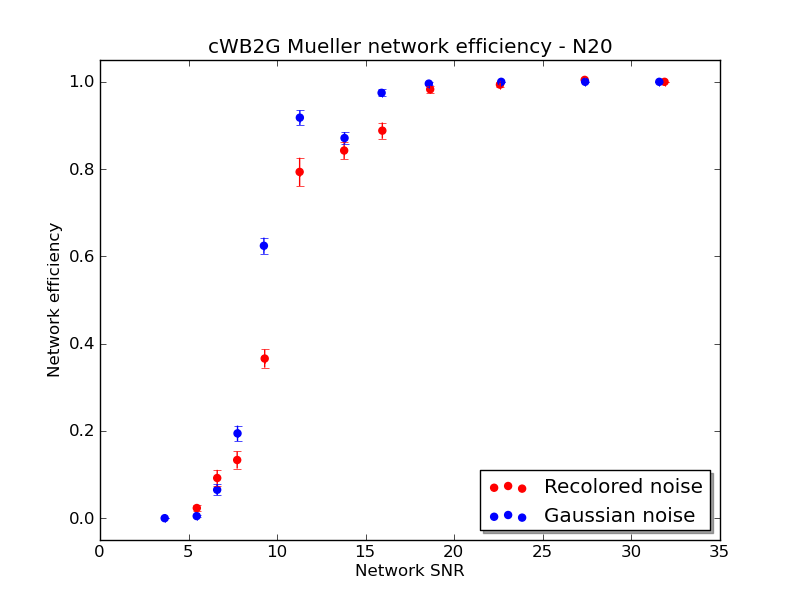 cWB2G Mueller network efficiency - N20
1.0
0.8
0.6
0.4
0.2
0.0
Network efficiency
0 5 10 15 20 25 30 35
Network SNR
Recolored noise
Gaussian noise